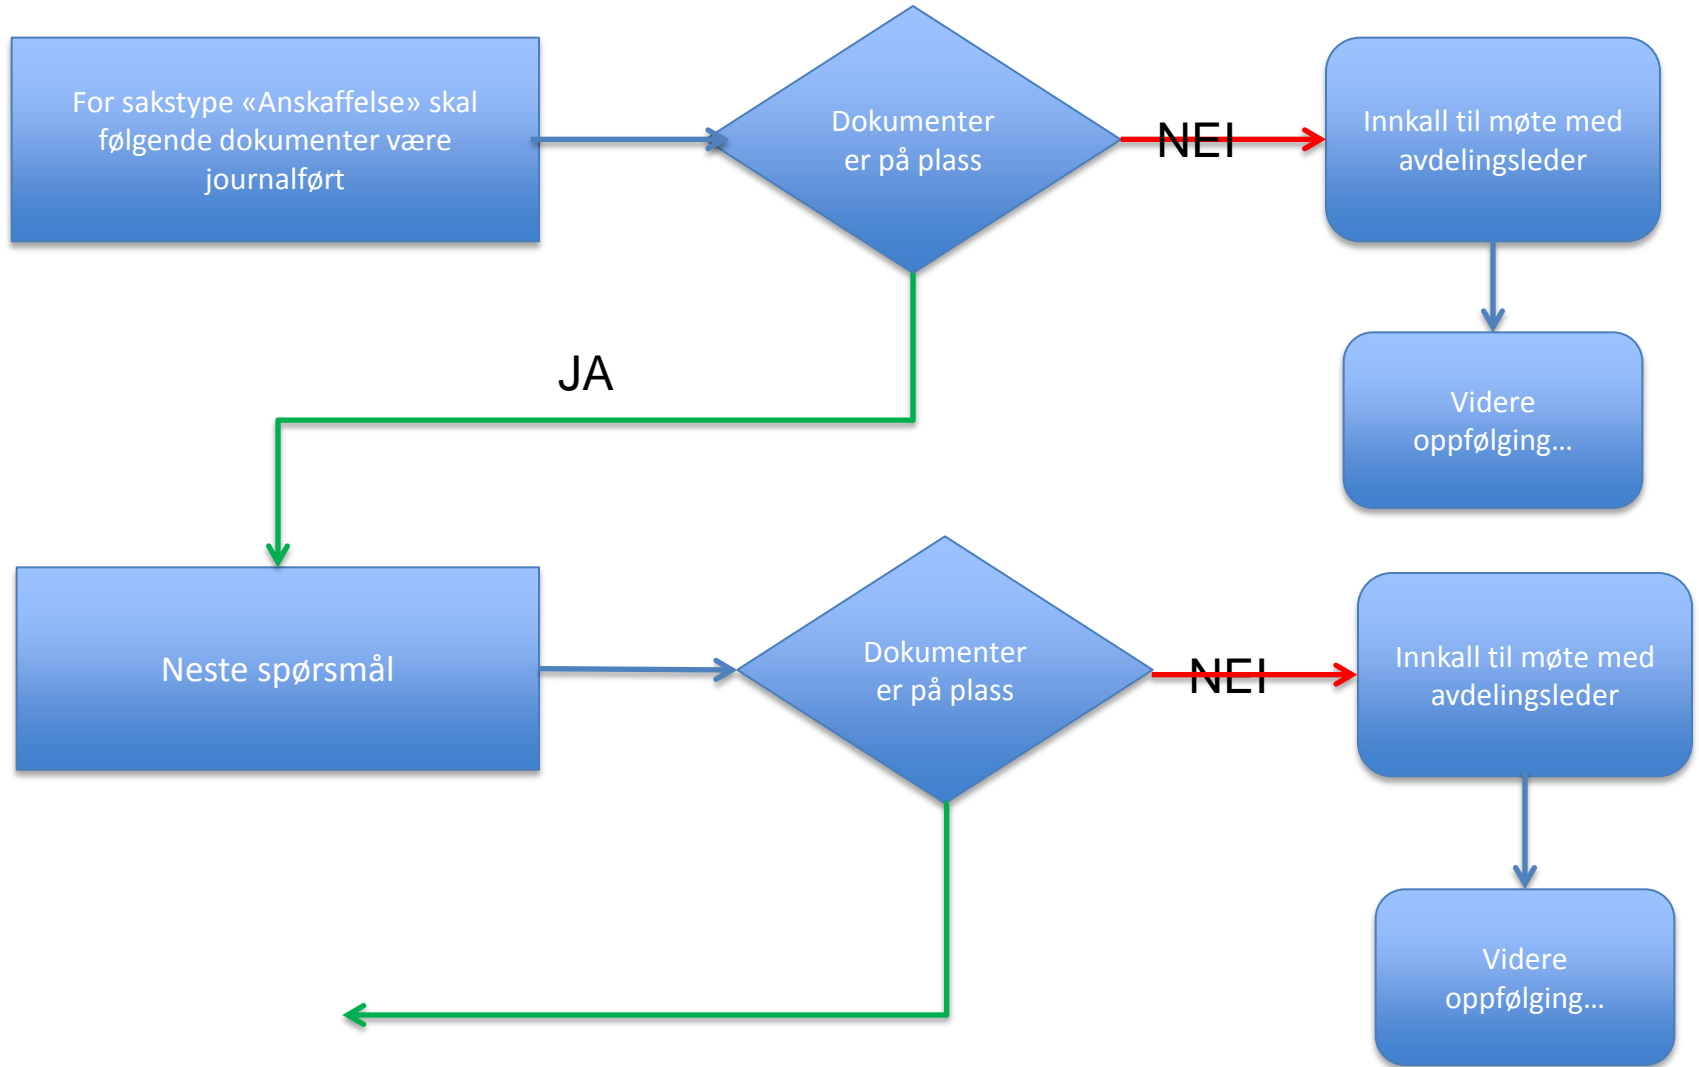 For sakstype «Anskaffelse» skal
følgende dokumenter være
journalført
Dokumenter
er på plass
NEI
Innkall til møte med
avdelingsleder
Videre
oppfølging...
JA
Neste spørsmål
Dokumenter
er på plass
NEI
Innkall til møte med
avdelingsleder
Videre
oppfølging...